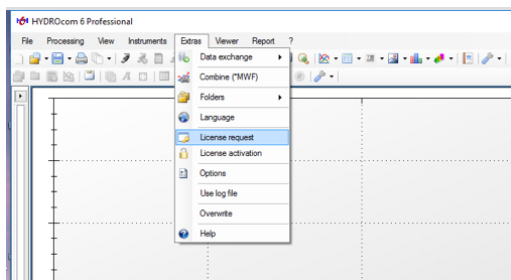 HYDROcom 6 Professional
File Processing View Instruments Extras Viewer Report ?
Data exchange
Combine (*MWF)
Folders
Language
License request
License activation
Options
Use log file
Overwrite
Help